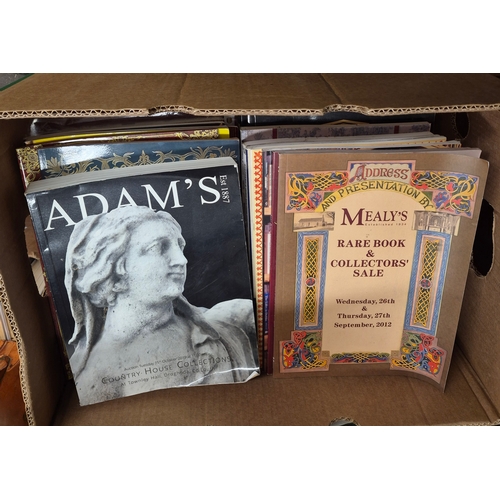 ADAM'S
Est 1887
COUNTRY HOUSE COLLECTIONS
ADDRESS
AND PRESENTATION BY
MEALY'S
RARE BOOK
&
COLLECTORS'
SALE
Wednesday, 26th
&
Thursday, 27th
September, 2012